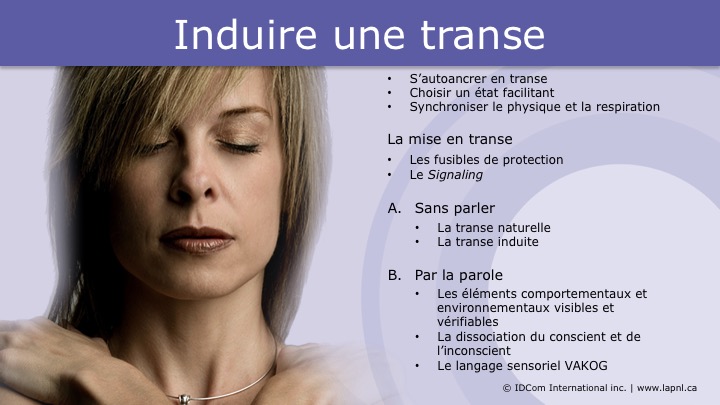 Induire une transe
• S’autoancrer en transe
• Choisir un état facilitant
• Synchroniser le physique et la respiration
La mise en transe
• Les fusibles de protection
• Le Signaling
A. Sans parler
• La transe naturelle
• La transe induite
B. Par la parole
• Les éléments comportementaux et
environnementaux visibles et
vérifiables
• La dissociation du conscient et de
l’inconscient
• Le langage sensoriel VAKOG
© IDCom International inc. | www.lapnl.ca